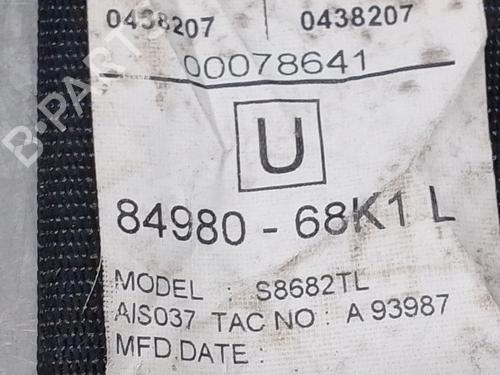 0438207 0438207
00078641
U
84980 - 68K1 L
MODEL : S8682TL
AIS037 TAC NO : A 93987
MFD.DATE :
B-PARTS